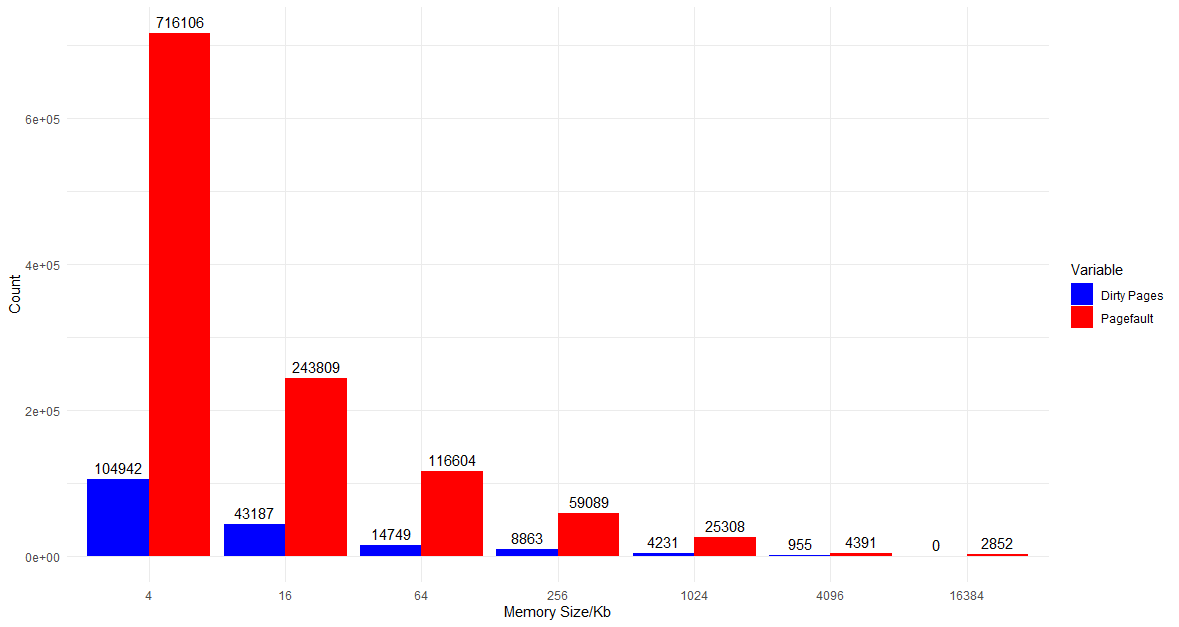 716106
6e+05
4e+05
Count
Variable
Dirty Pages
Pagefault
243809
2e+05
116604
104942
59089
43187
25308
14749
8863
4231
955
4391
0
2852
0e+00
4 16 64 256 1024 4096 16384
Memory Size/Kb